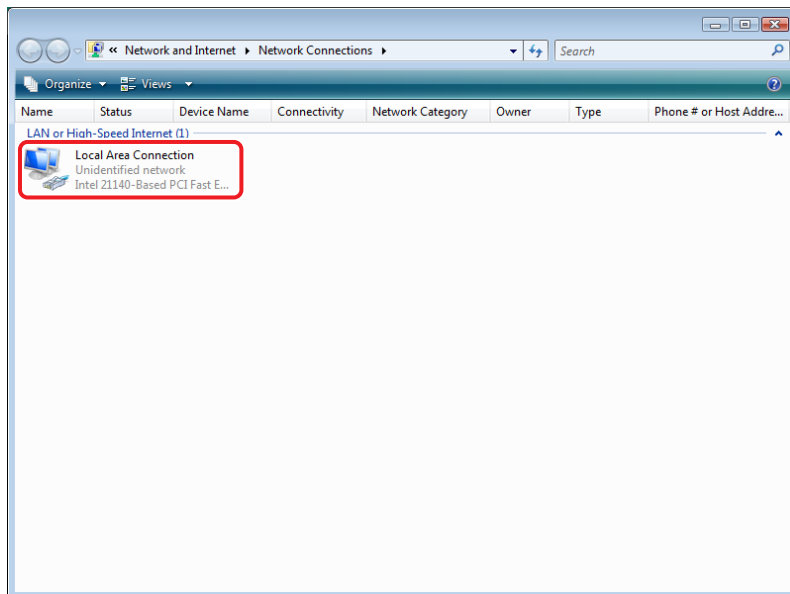 « Network and Internet ▸ Network Connections ▸ Search
Organize Views
Name Status Device Name Connectivity Network Category Owner Type Phone # or Host Addre...
LAN or High-Speed Internet (1)
Local Area Connection
Unidentified network
Intel 21140-Based PCI Fast E...